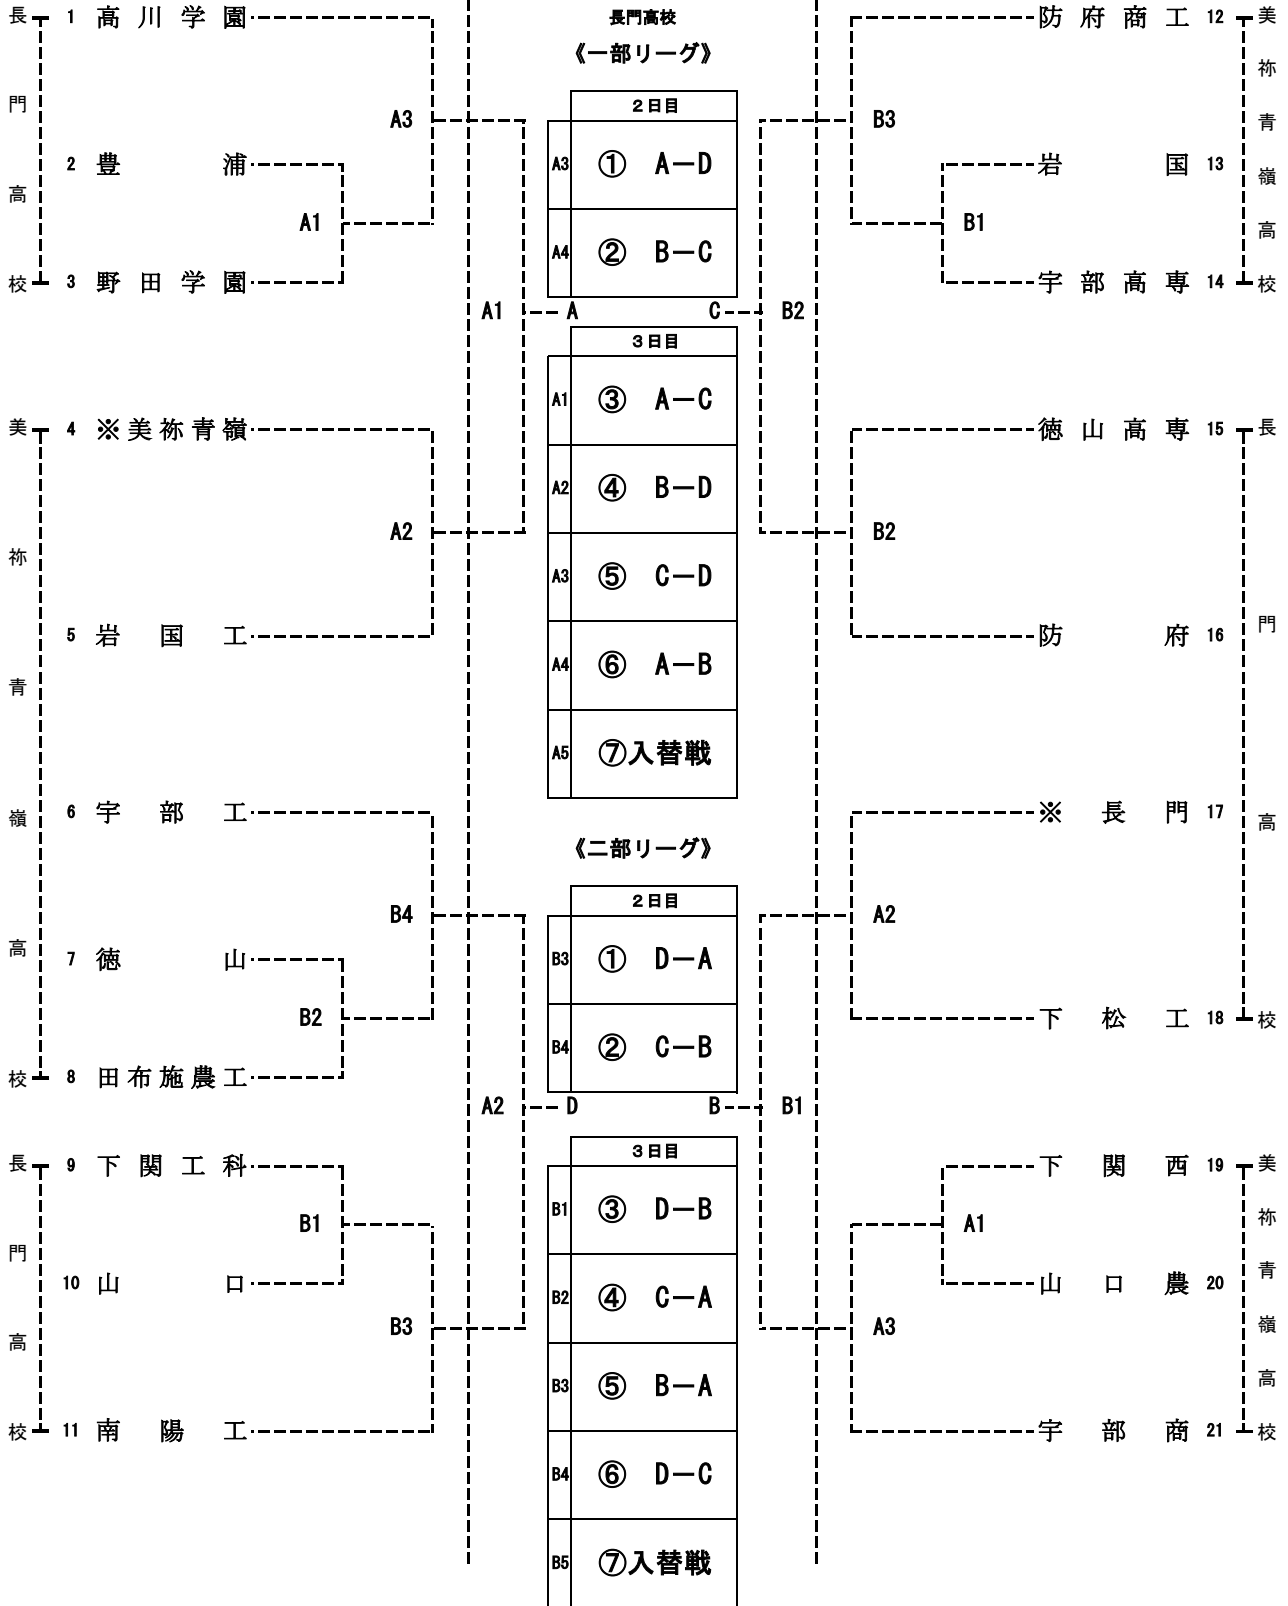 長門高校
1 高川学園
2 豊浦
3 野田学園
A3
A1
美祢青嶺高校
4 ※美祢青嶺
5 岩国工
6 宇部工
7 徳山
8 田布施農工
A2
B4
B2
長門高校
9 下関工科
10 山口
11 南陽工
B1
B3
A1
A2
長門高校
《一部リーグ》
2日目
A3 ① A－D
A4 ② B－C
A C
3日目
A1 ③ A－C
A2 ④ B－D
A3 ⑤ C－D
A4 ⑥ A－B
A5 ⑦入替戦
《二部リーグ》
2日目
B3 ① D－A
B4 ② C－B
D B
3日目
B1 ③ D－B
B2 ④ C－A
B3 ⑤ B－A
B4 ⑥ D－C
B5 ⑦入替戦
B2
B1
防府商工 12
岩国 13
宇部高専 14
B3
B1
美祢青嶺高校
徳山高専 15
防府 16
※長門 17
下松工 18
B2
A2
長門高校
下関西 19
山口農 20
宇部商 21
A1
A3
美祢青嶺高校